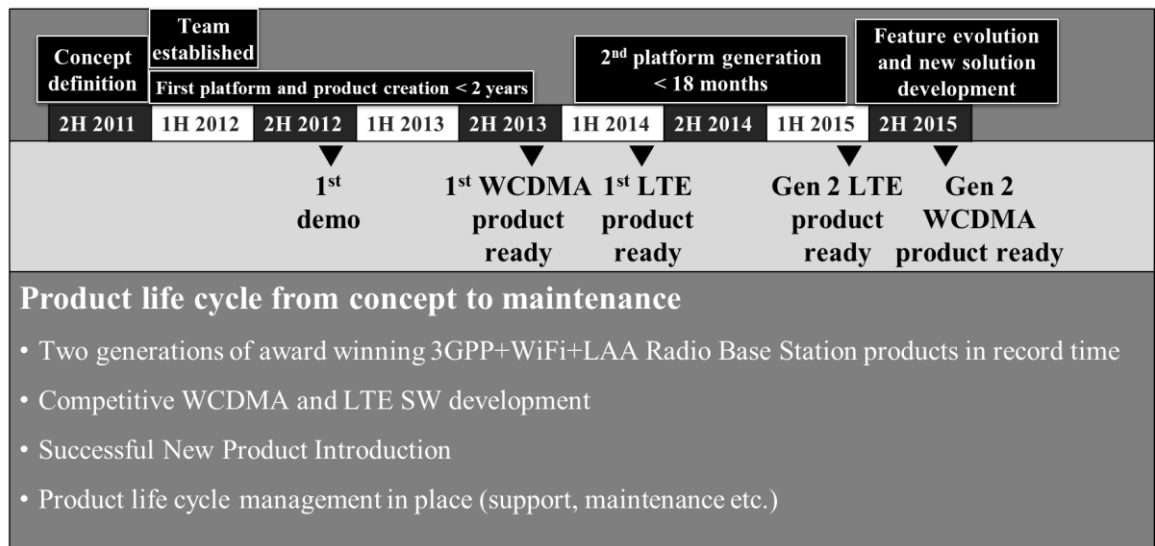 Team
established
Concept
definition
First platform and product creation < 2 years
2nd platform generation
< 18 months
Feature evolution
and new solution
development
2H 2011 1H 2012 2H 2012 1H 2013 2H 2013 1H 2014 2H 2014 1H 2015 2H 2015
1st
demo
1st WCDMA
product
ready
1st LTE
product
ready
Gen 2 LTE
product
ready
Gen 2
WCDMA
product ready
Product life cycle from concept to maintenance
• Two generations of award winning 3GPP+WiFi+LAA Radio Base Station products in record time
• Competitive WCDMA and LTE SW development
• Successful New Product Introduction
• Product life cycle management in place (support, maintenance etc.)